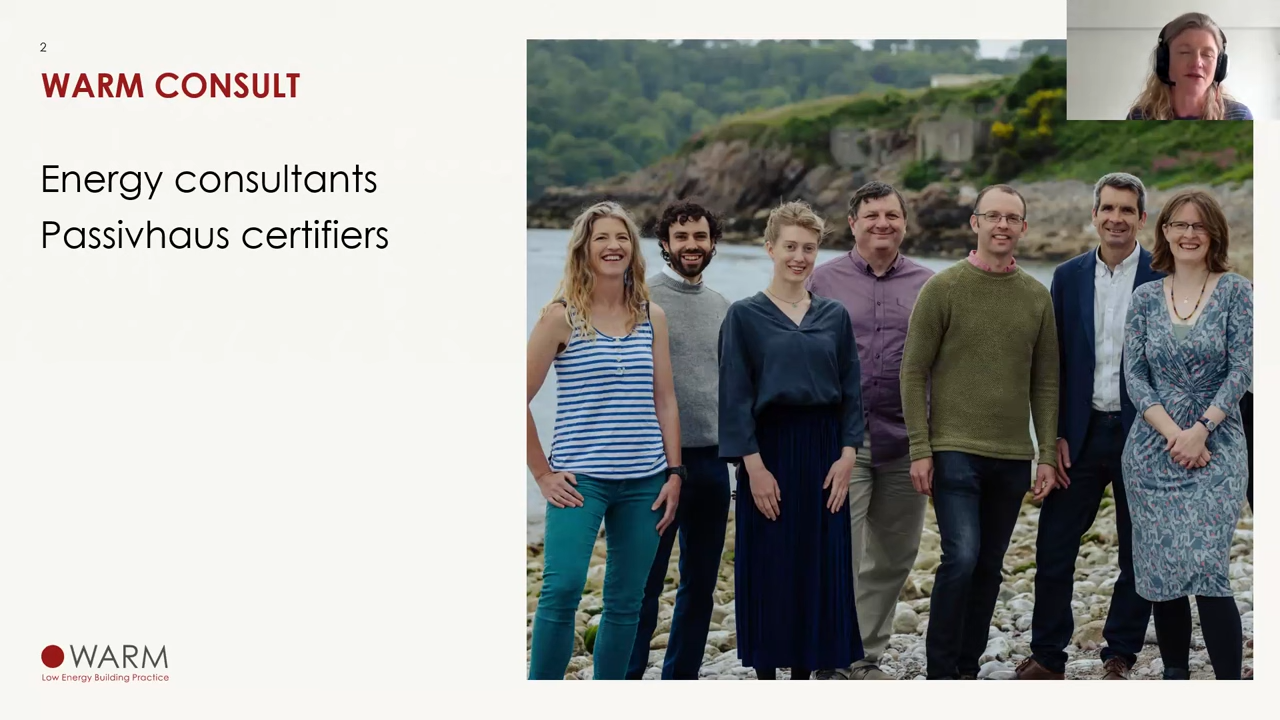 2
WARM CONSULT
Energy consultants
Passivhaus certifiers
WARM
Low Energy Building Practice